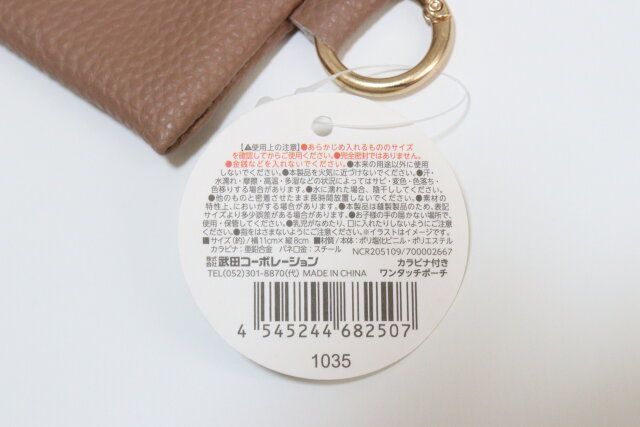 【⚠使用上の注意】●あらかじめ入れるもののサイズ
を確認してからご使用ください。●完全密封ではありません。
●金銭などを入れないでください。●本来の用途以外に使用
しないでください。●本製品を火気に近づけないでください。●汗・
水濡れ・摩擦・高温・多湿などの状況によってはサビ・変色・色落ち・
色移りする場合があります。●水に濡れた場合、陰干ししてください。
●他のものと密着させたまま長時間放置しないでください。●素材の
特性上、においがする場合があります。●本製品は縫製製品のため、表記
サイズより多少誤差がある場合があります。●お子様の手の届かない場所で、
使用・保管してください。●乳児がなめたり、口に入れたりしないようにご注意
ください。●指をはさまないようにご注意ください。※イラストはイメージです。
■サイズ(約)/横11cm×縦8cm ■材質/本体:ポリ塩化ビニル・ポリエステル
カラビナ:亜鉛合金 バネ口金:スチール NCR205109/700002667
株式会社武田コーポレーション カラビナ付き
TEL(052)301-8870(代) MADE IN CHINA ワンタッチポーチ
4 545244 682507
1035